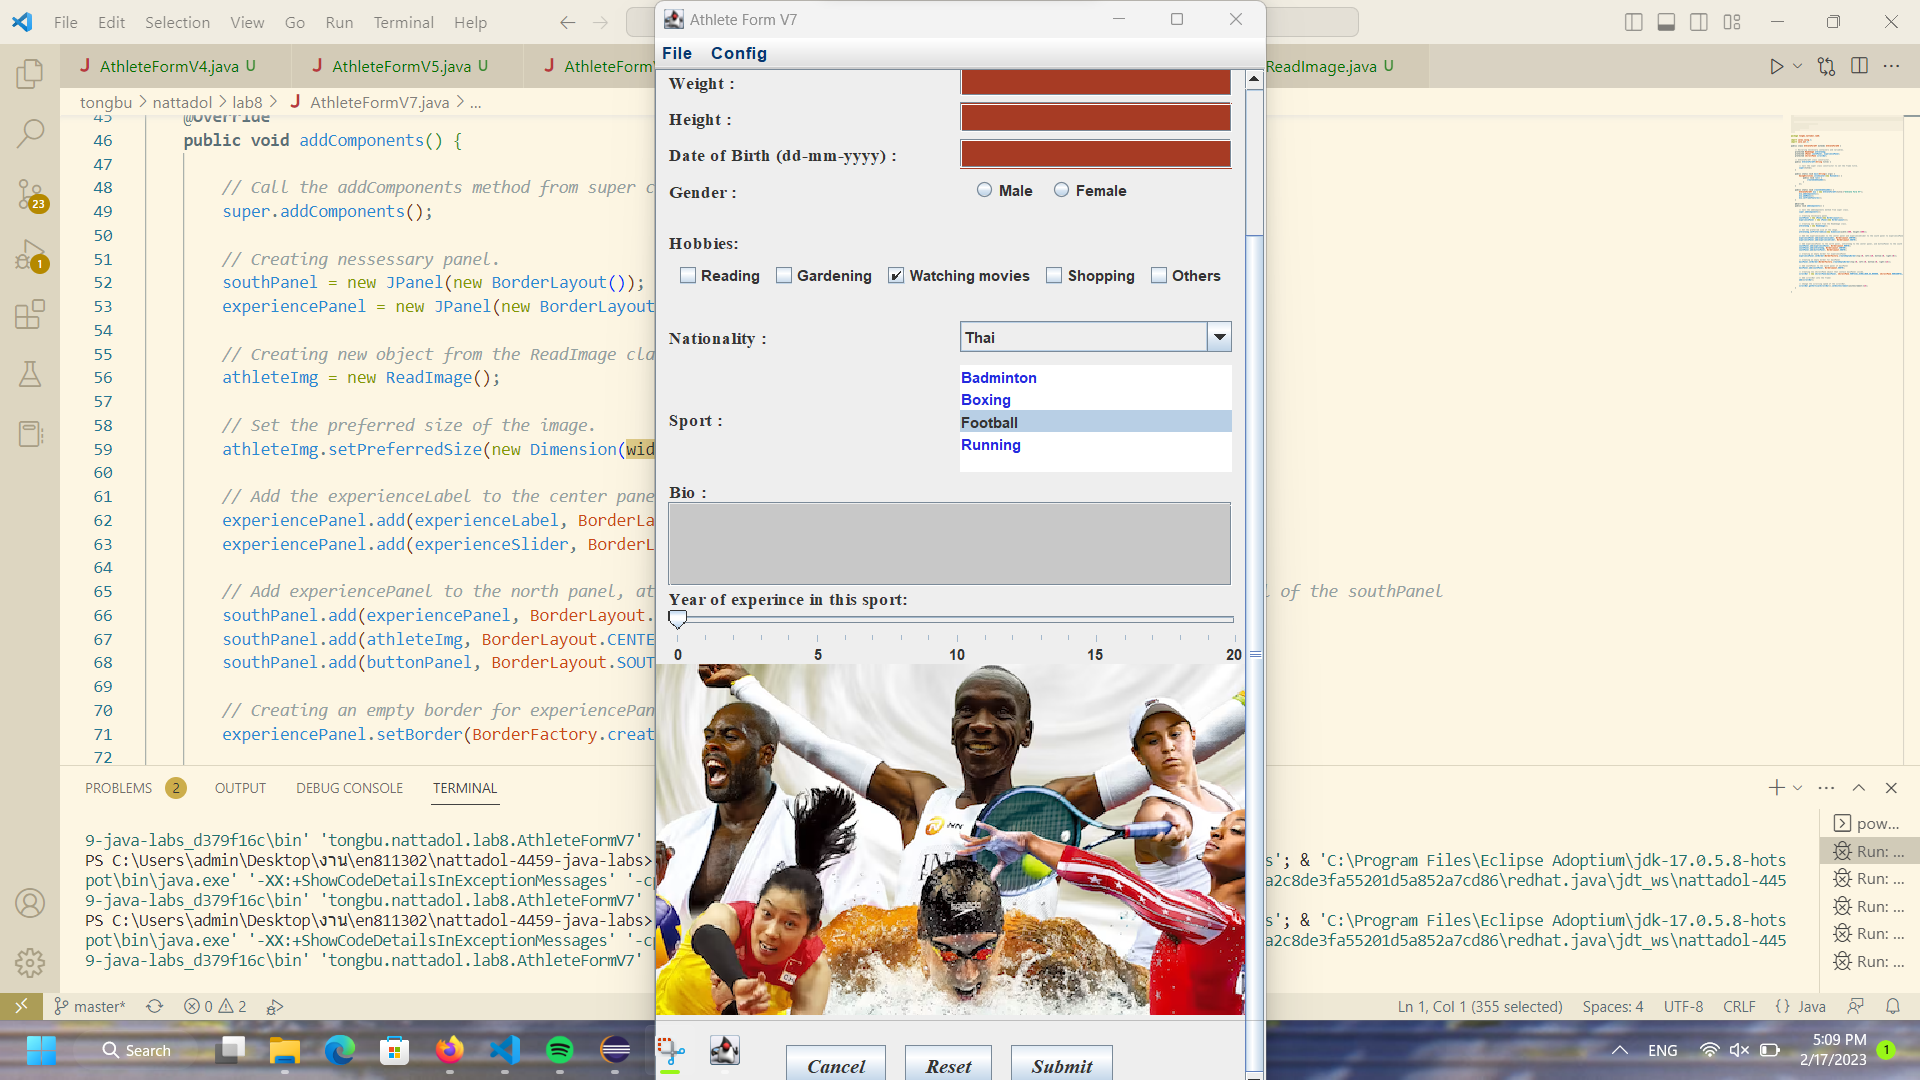 File Edit Selection View Go Run Terminal Help
Athlete Form V7
File Config
AthleteFormV4.java U
AthleteFormV5.java U
AthleteForm
ReadImage.java U
tongbu > nattadol > lab8 > AthleteFormV7.java > ...
45 @Override
46 public void addComponents() {
47
48 // Call the addComponents method from super c
49 super.addComponents();
50
51 // Creating nessessary panel.
52 southPanel = new JPanel(new BorderLayout());
53 experiencePanel = new JPanel(new BorderLayout
54
55 // Creating new object from the ReadImage cla
56 athleteImg = new ReadImage();
57
58 // Set the preferred size of the image.
59 athleteImg.setPreferredSize(new Dimension(wid
60
61 // Add the experienceLabel to the center pane
62 experiencePanel.add(experienceLabel, BorderLa
63 experiencePanel.add(experienceSlider, BorderL
64
65 // Add experiencePanel to the north panel, at
l of the southPanel
66 southPanel.add(experiencePanel, BorderLayout.
67 southPanel.add(athleteImg, BorderLayout.CENTE
68 southPanel.add(buttonPanel, BorderLayout.SOUT
69
70 // Creating an empty border for experiencePan
71 experiencePanel.setBorder(BorderFactory.creat
72
Weight :
Height :
Date of Birth (dd-mm-yyyy) :
Gender :
Male Female
Hobbies:
Reading Gardening Watching movies Shopping Others
Nationality :
Thai
Sport :
Badminton
Boxing
Football
Running
Bio :
Year of experince in this sport:
0 5 10 15 20
Cancel Reset Submit
23
1
PROBLEMS 2 OUTPUT DEBUG CONSOLE TERMINAL
9-java-labs_d379f16c\bin' 'tongbu.nattadol.lab8.AthleteFormV7'
PS C:\Users\admin\Desktop\งาน\en811302\nattadol-4459-java-labs>
s'; & 'C:\Program Files\Eclipse Adoptium\jdk-17.0.5.8-hots
pot\bin\java.exe' '-XX:+ShowCodeDetailsInExceptionMessages' '-cp
a2c8de3fa55201d5a852a7cd86\redhat.java\jdt_ws\nattadol-445
9-java-labs_d379f16c\bin' 'tongbu.nattadol.lab8.AthleteFormV7'
PS C:\Users\admin\Desktop\งาน\en811302\nattadol-4459-java-labs>
s'; & 'C:\Program Files\Eclipse Adoptium\jdk-17.0.5.8-hots
pot\bin\java.exe' '-XX:+ShowCodeDetailsInExceptionMessages' '-cp
a2c8de3fa55201d5a852a7cd86\redhat.java\jdt_ws\nattadol-445
9-java-labs_d379f16c\bin' 'tongbu.nattadol.lab8.AthleteFormV7'
pow...
Run: ...
Run: ...
Run: ...
Run: ...
Run: ...
master* 0 2
Ln 1, Col 1 (355 selected) Spaces: 4 UTF-8 CRLF {} Java
Search
ENG
5:09 PM
2/17/2023
1